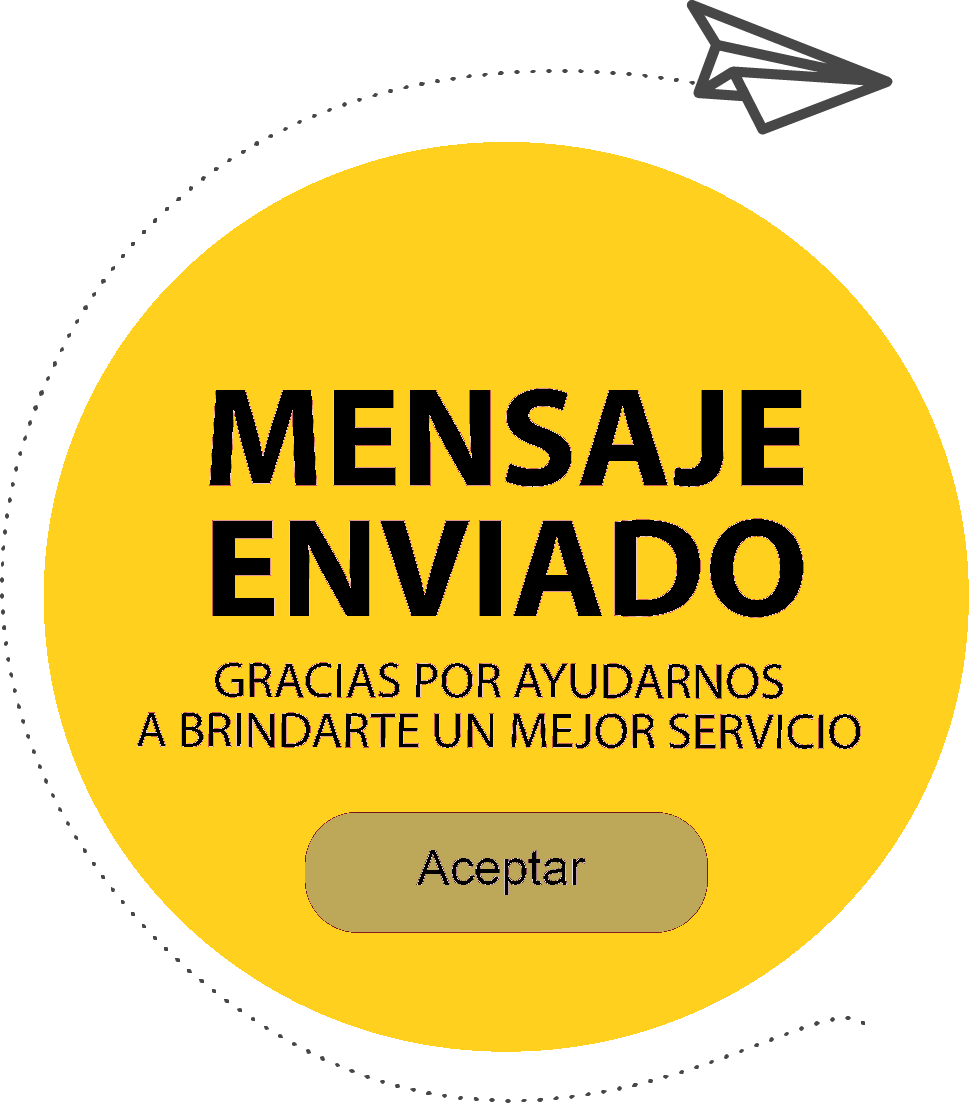 MENSAJE
ENVIADO
GRACIAS POR AYUDARNOS
A BRINDARTE UN MEJOR SERVICIO
Aceptar